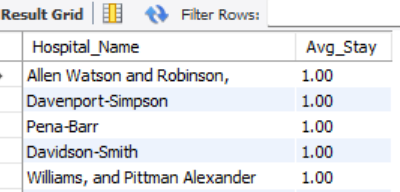 Result Grid Filter Rows:
Hospital_Name Avg_Stay
Allen Watson and Robinson, 1.00
Davenport-Simpson 1.00
Pena-Barr 1.00
Davidson-Smith 1.00
Williams, and Pittman Alexander 1.00